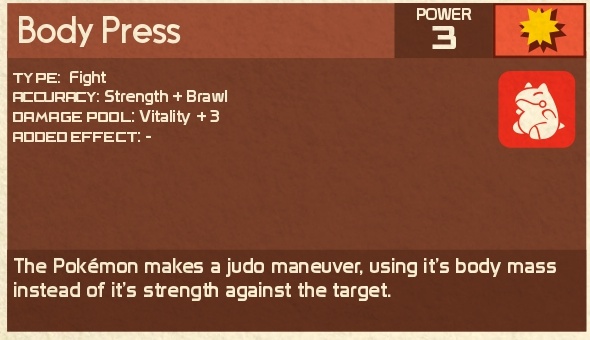 Body Press
POWER
3
TYPE: Fight
ACCURACY: Strength + Brawl
DAMAGE POOL: Vitality + 3
ADDED EFFECT: -
The Pokémon makes a judo maneuver, using it's body mass
instead of it's strength against the target.